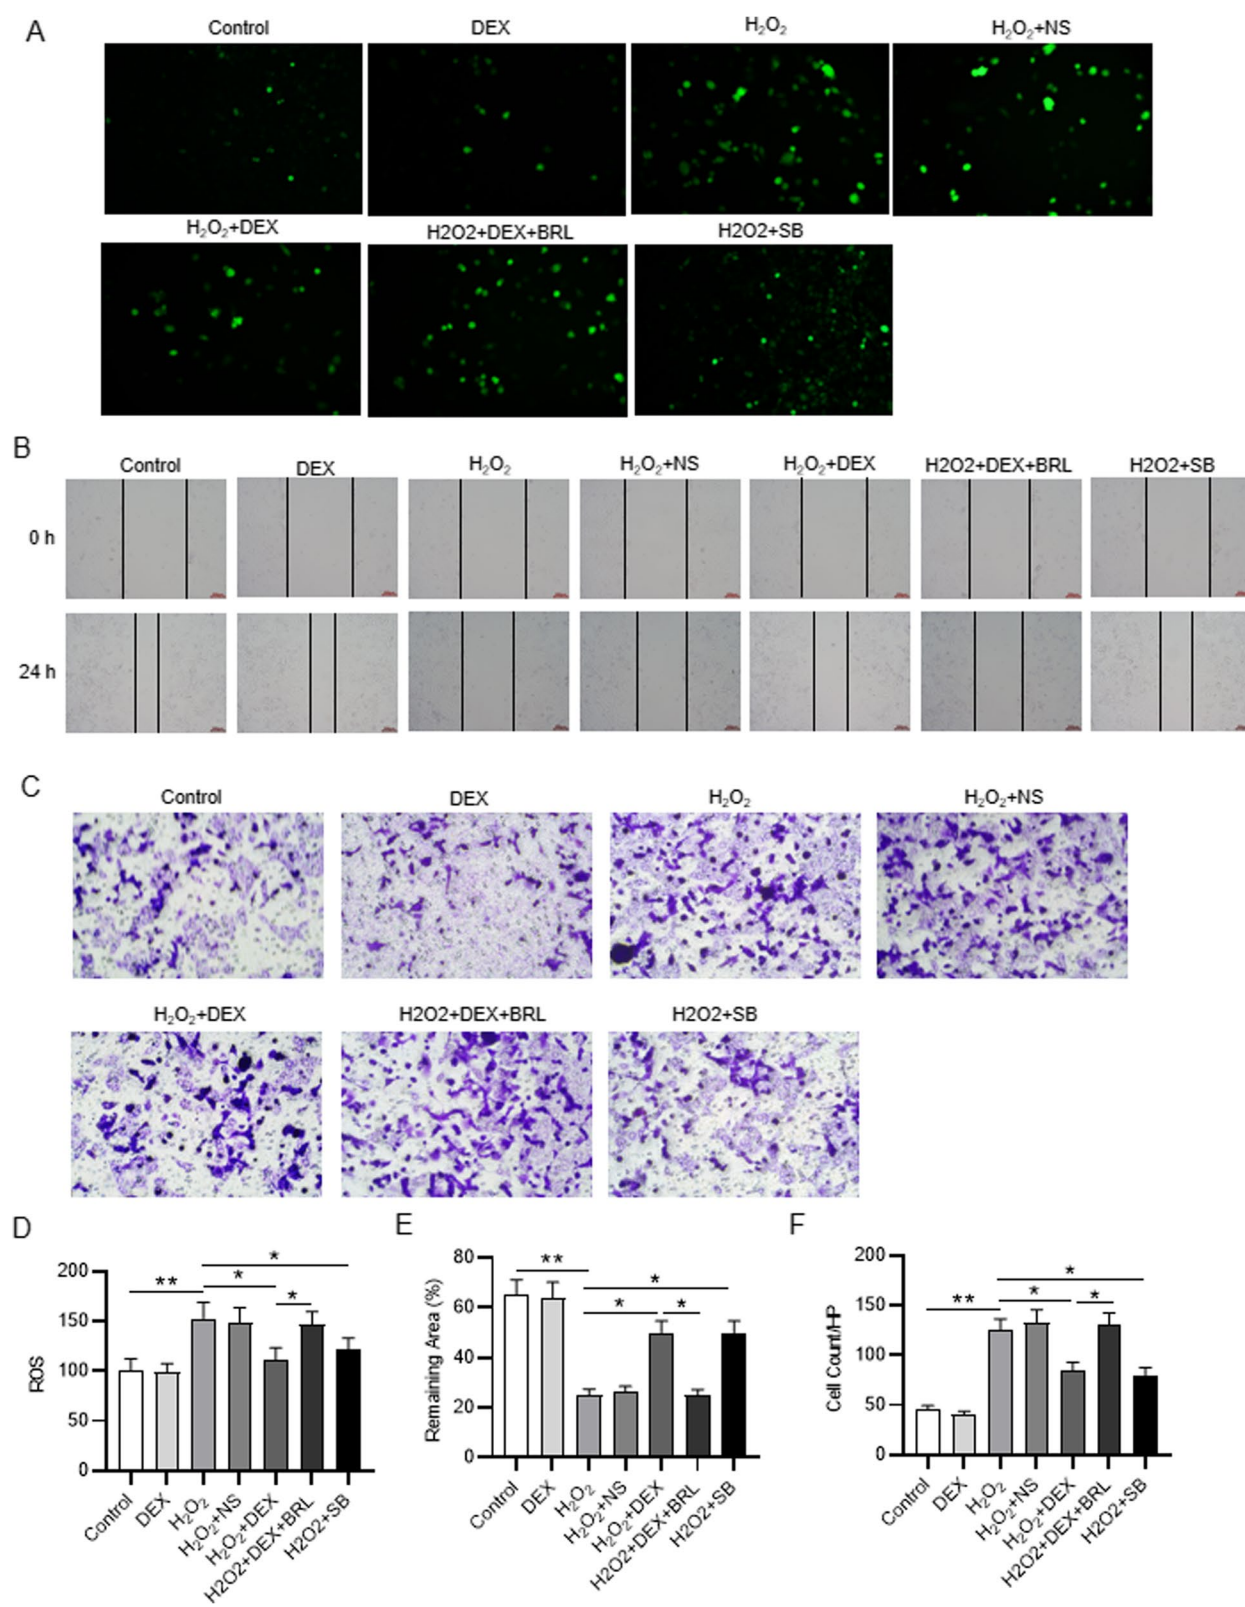 A
Control DEX H₂O₂ H₂O₂+NS
H₂O₂+DEX H2O2+DEX+BRL H2O2+SB
B
Control DEX H₂O₂ H₂O₂+NS H₂O₂+DEX H2O2+DEX+BRL H2O2+SB
0 h
24 h
C
Control DEX H₂O₂ H₂O₂+NS
H₂O₂+DEX H2O2+DEX+BRL H2O2+SB
D
ROS
200
150
100
50
0
** * * *
Control DEX H₂O₂ H₂O₂+NS H₂O₂+DEX H2O2+DEX+BRL H2O2+SB
E
Remaining Area (%)
80
60
40
20
0
** * * *
Control DEX H₂O₂ H₂O₂+NS H₂O₂+DEX H2O2+DEX+BRL H2O2+SB
F
Cell Count/HP
200
150
100
50
0
** * * *
Control DEX H₂O₂ H₂O₂+NS H₂O₂+DEX H2O2+DEX+BRL H2O2+SB